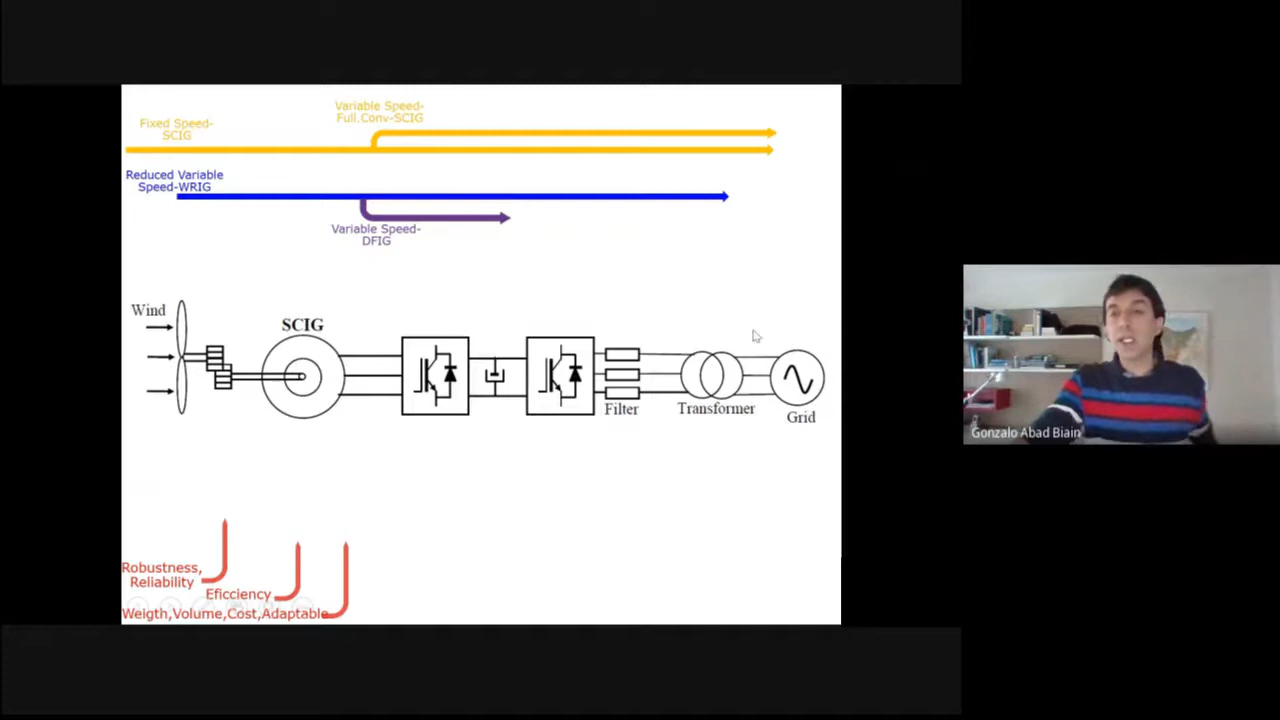 Variable Speed-
Full.Conv-SCIG
Fixed Speed-
SCIG
Reduced Variable
Speed-WRIG
Variable Speed-
DFIG
Wind
SCIG
Filter
Transformer
Grid
Gonzalo Abad Biain
Robustness,
Reliability
Eficciency
Weigth,Volume,Cost,Adaptable